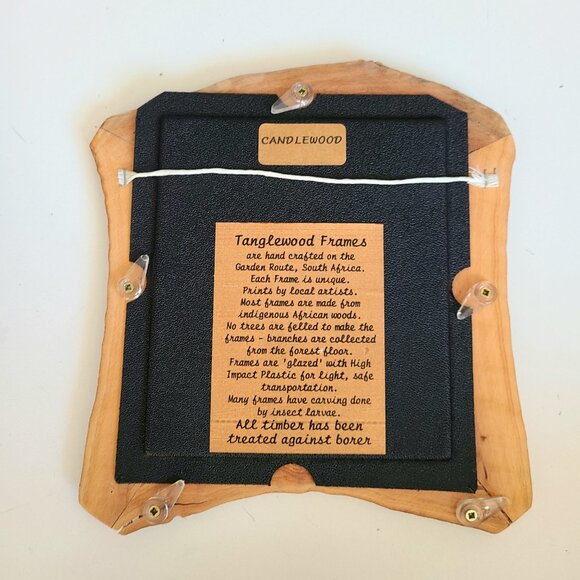 CANDLEWOOD
Tanglewood Frames
are hand crafted on the
Garden Route, South Africa.
Each Frame is unique.
Prints by local artists.
Most frames are made from
indigenous African woods.
No trees are felled to make the
frames - branches are collected
from the forest floor.
Frames are 'glazed' with High
Impact Plastic for light, safe
transportation.
Many frames have carving done
by insect larvae.
All timber has been
treated against borer